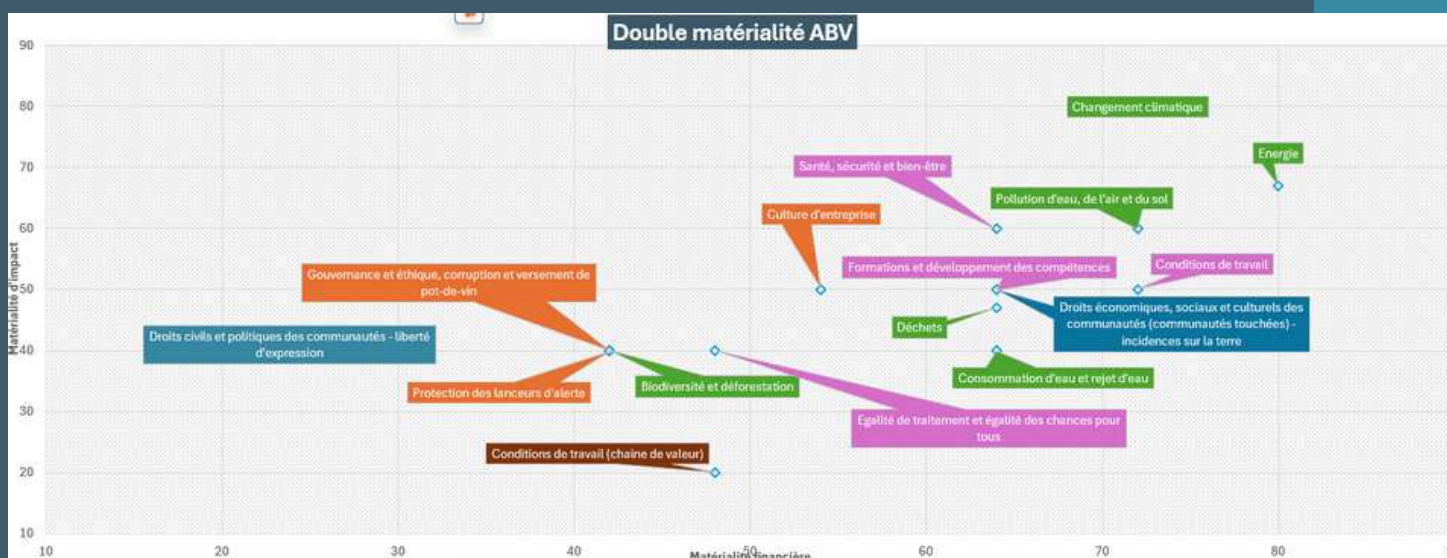 Double matérialité ABV
90
80
70
60
50
40
30
20
10
Matérialité d'impact
Changement climatique
Energie
Santé, sécurité et bien-être
Pollution d'eau, de l'air et du sol
Culture d'entreprise
Formations et développement des compétences
Conditions de travail
Gouvernance et éthique, corruption et versement de
pot-de-vin
Droits économiques, sociaux et culturels des
communautés (communautés touchées) -
incidences sur la terre
Déchets
Droits civils et politiques des communautés - liberté
d'expression
Consommation d'eau et rejet d'eau
Protection des lanceurs d'alerte
Biodiversité et déforestation
Egalité de traitement et égalité des chances pour
tous
Conditions de travail (chaine de valeur)
10 20 30 40 50 60 70 80
Matérialité financière